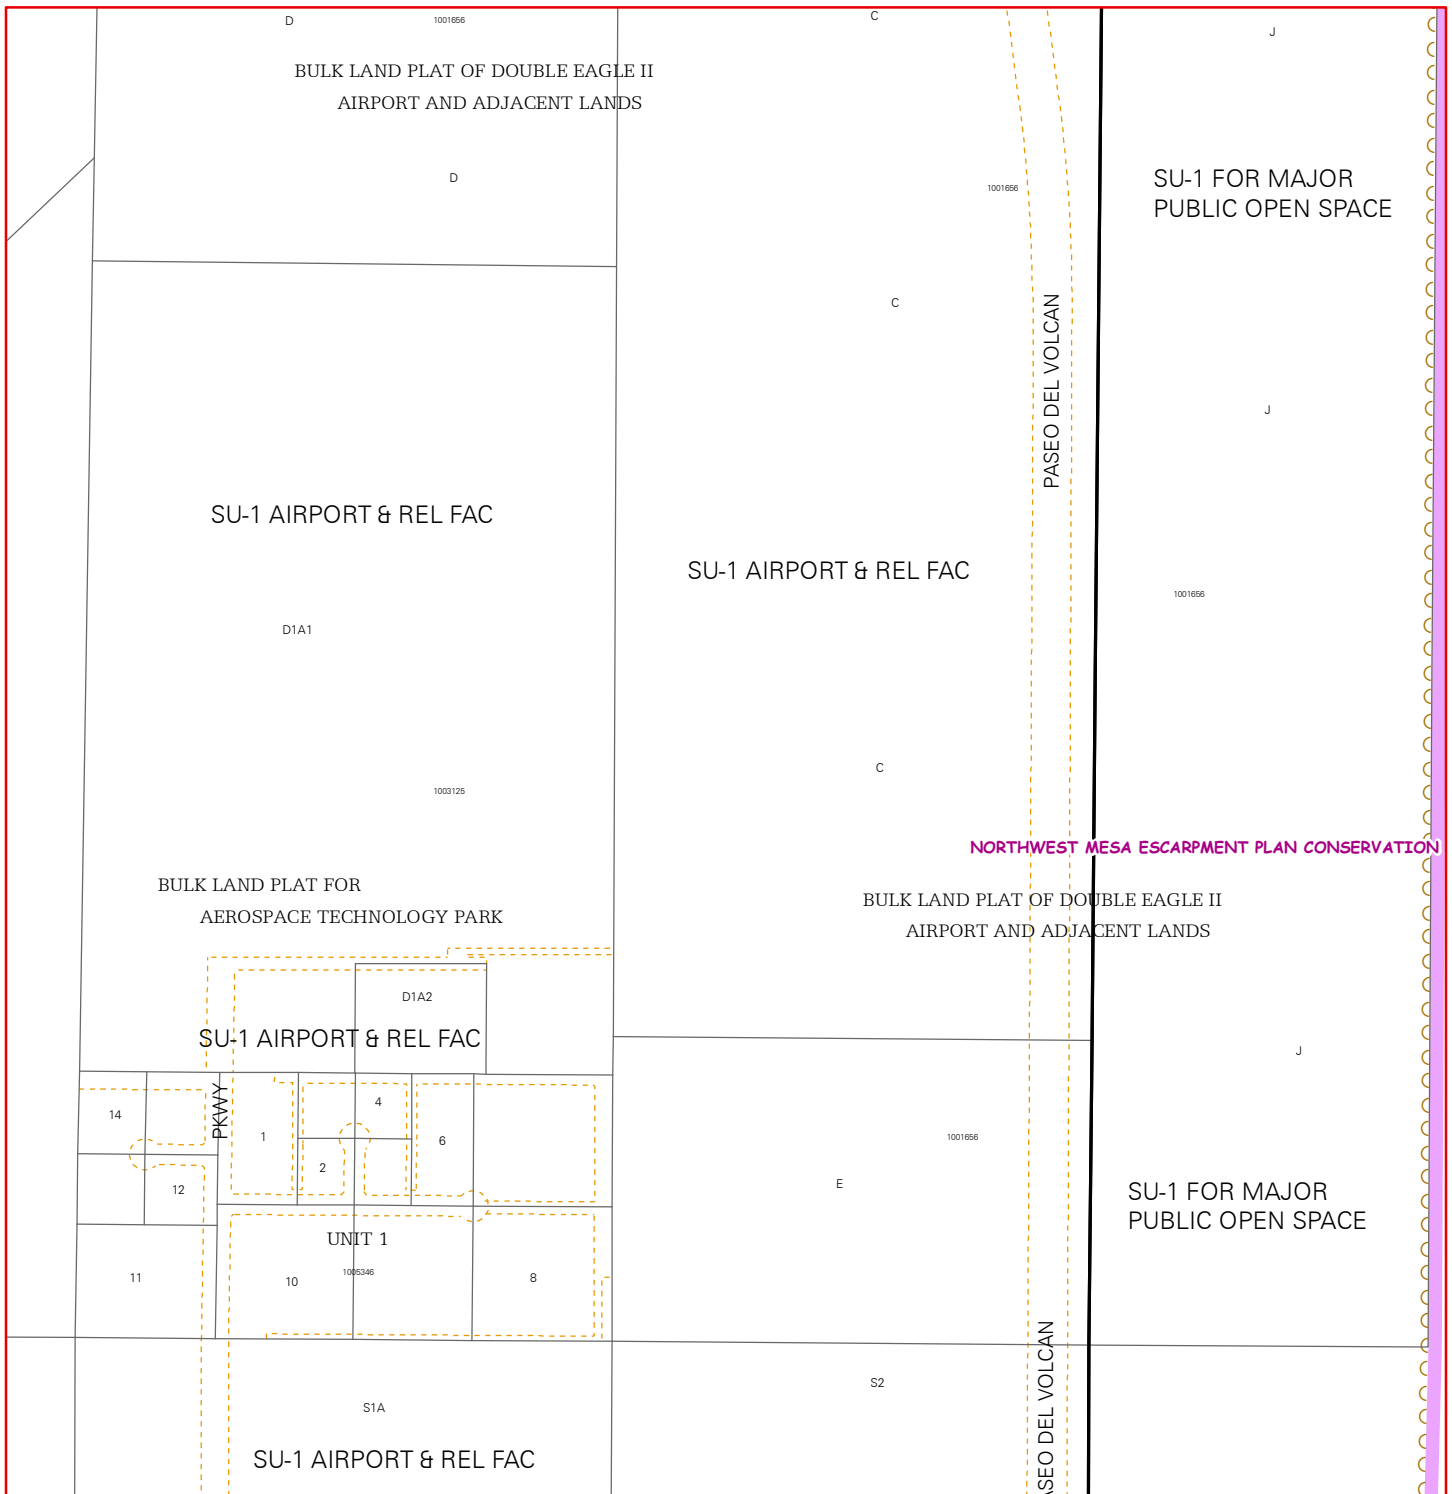 D
1001656
C
J
BULK LAND PLAT OF DOUBLE EAGLE II
AIRPORT AND ADJACENT LANDS
D
1001656
SU-1 FOR MAJOR
PUBLIC OPEN SPACE
C
PASEO DEL VOLCAN
J
SU-1 AIRPORT & REL FAC
SU-1 AIRPORT & REL FAC
1001656
D1A1
C
1003125
NORTHWEST MESA ESCARPMENT PLAN CONSERVATION
BULK LAND PLAT FOR
AEROSPACE TECHNOLOGY PARK
BULK LAND PLAT OF DOUBLE EAGLE II
AIRPORT AND ADJACENT LANDS
D1A2
SU-1 AIRPORT & REL FAC
J
14
PKWY
4
1
6
1001656
2
12
E
SU-1 FOR MAJOR
PUBLIC OPEN SPACE
UNIT 1
1005346
11
10
8
S2
ASEO DEL VOLCAN
S1A
SU-1 AIRPORT & REL FAC